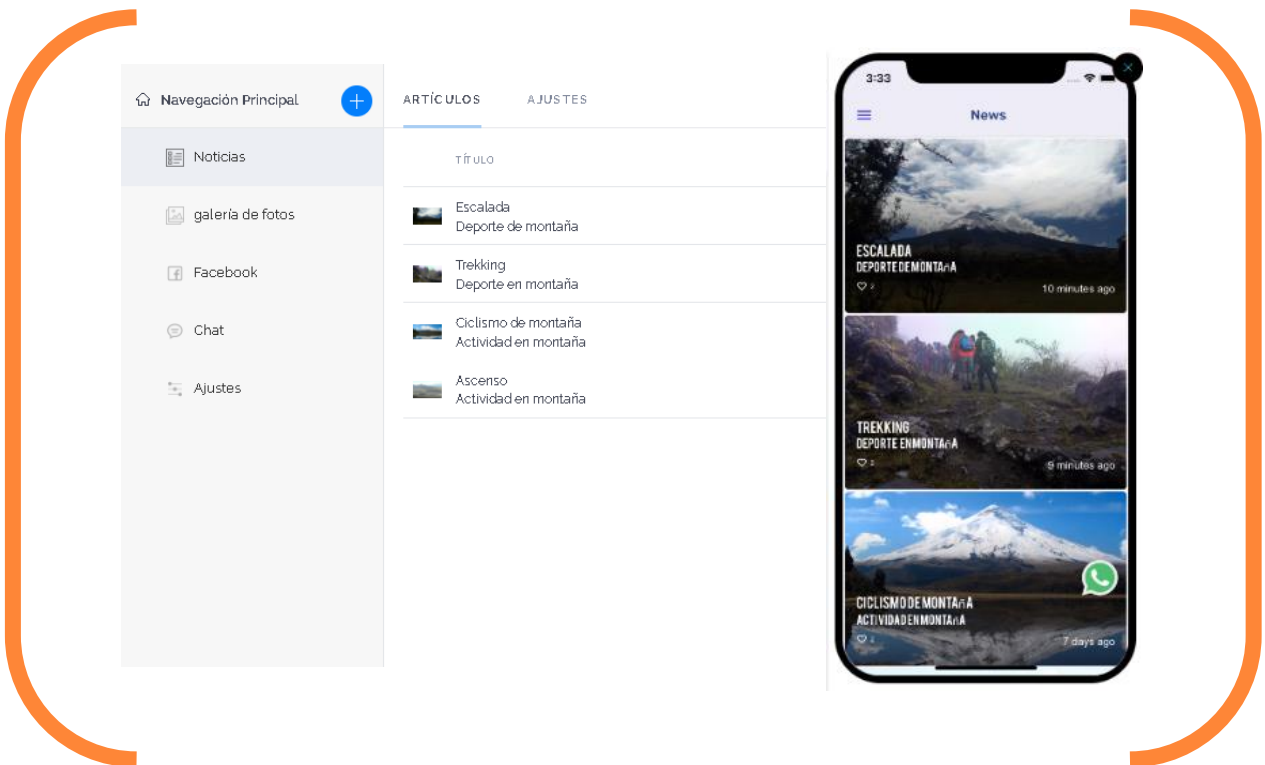 Navegación Principal
Noticias
galería de fotos
Facebook
Chat
Ajustes
ARTÍCULOS AJUSTES
TÍTULO
Escalada
Deporte de montaña
Trekking
Deporte en montaña
Ciclismo de montaña
Actividad en montaña
Ascenso
Actividad en montaña
3:33
News
ESCALADA
DEPORTE DE MONTAñA
10 minutes ago
TREKKING
DEPORTE EN MONTAñA
9 minutes ago
CICLISMO DE MONTAñA
ACTIVIDAD EN MONTAñA
7 days ago